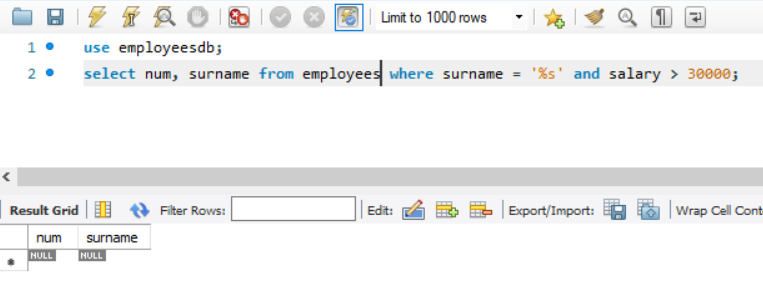 Limit to 1000 rows
1 use employeesdb;
2 select num, surname from employees where surname = '%s' and salary > 30000;
Result Grid Filter Rows: Edit: Export/Import: Wrap Cell Cont
num surname
* NULL NULL